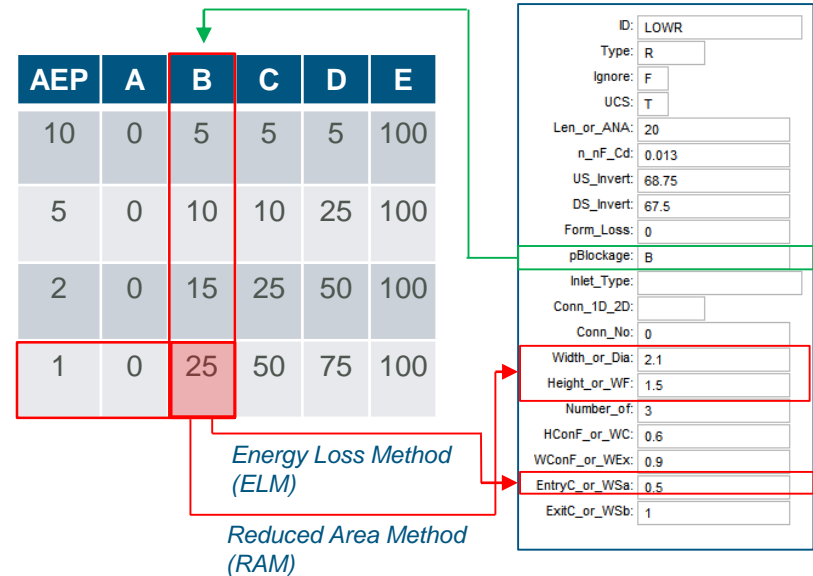 AEP A B C D E
10 0 5 5 5 100
5 0 10 10 25 100
2 0 15 25 50 100
1 0 25 50 75 100
Energy Loss Method
(ELM)
Reduced Area Method
(RAM)
ID: LOWR
Type: R
Ignore: F
UCS: T
Len_or_ANA: 20
n_nF_Cd: 0.013
US_Invert: 68.75
DS_Invert: 67.5
Form_Loss: 0
pBlockage: B
Inlet_Type:
Conn_1D_2D:
Conn_No: 0
Width_or_Dia: 2.1
Height_or_WF: 1.5
Number_of: 3
HConF_or_WC: 0.6
WConF_or_WEx: 0.9
EntryC_or_WSa: 0.5
ExitC_or_WSb: 1